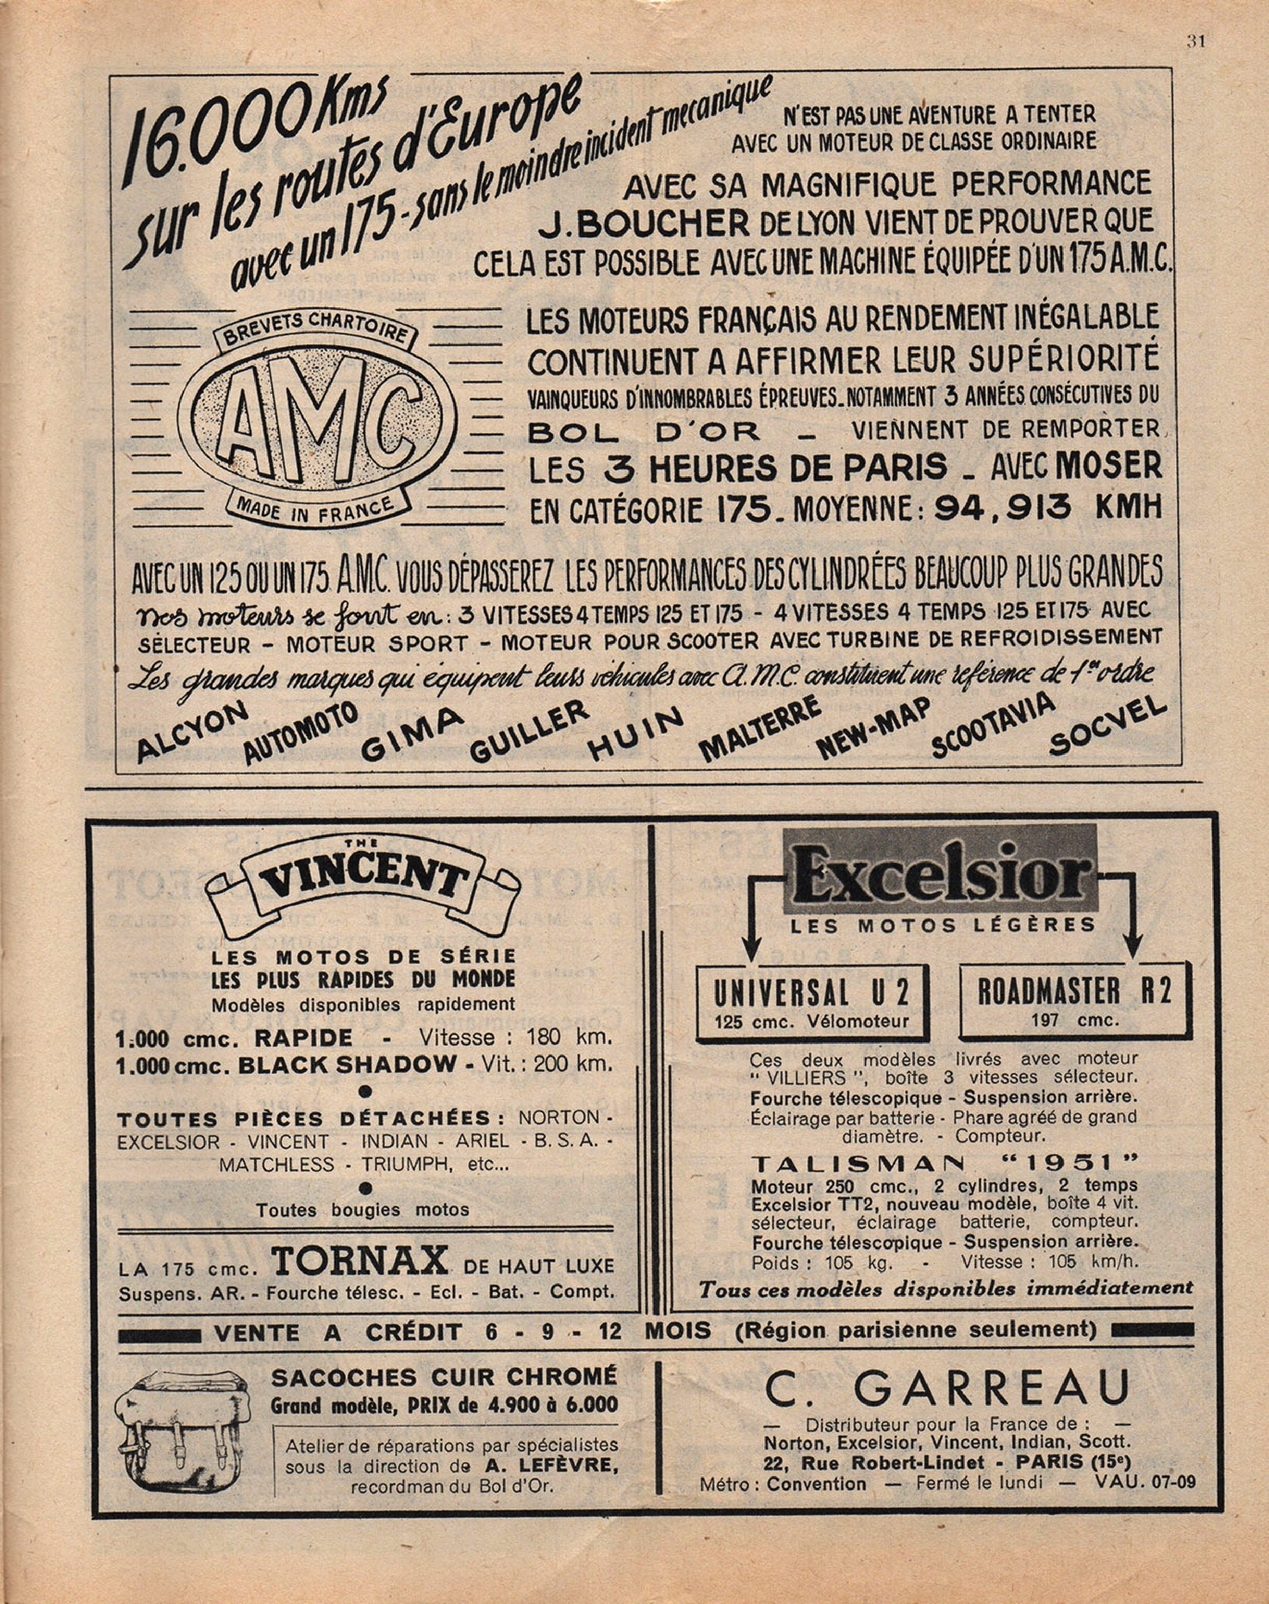 31
16.000 Kms
sur les routes d'Europe
avec un 175-sans le moindre incident mecanique
N'EST PAS UNE AVENTURE A TENTER
AVEC UN MOTEUR DE CLASSE ORDINAIRE
AVEC SA MAGNIFIQUE PERFORMANCE
J. BOUCHER DE LYON VIENT DE PROUVER QUE
CELA EST POSSIBLE AVEC UNE MACHINE ÉQUIPÉE D'UN 175 A.M.C.
BREVETS CHARTOIRE
AMC
MADE IN FRANCE
LES MOTEURS FRANÇAIS AU RENDEMENT INÉGALABLE
CONTINUENT A AFFIRMER LEUR SUPÉRIORITÉ
VAINQUEURS D'INNOMBRABLES ÉPREUVES_NOTAMMENT 3 ANNÉES CONSÉCUTIVES DU
BOL D'OR - VIENNENT DE REMPORTER
LES 3 HEURES DE PARIS - AVEC MOSER
EN CATÉGORIE 175_ MOYENNE: 94,913 KMH
AVEC UN 125 OU UN 175 A.M.C. VOUS DÉPASSEREZ LES PERFORMANCES DES CYLINDRÉES BEAUCOUP PLUS GRANDES
Nos moteurs se font en: 3 VITESSES 4 TEMPS 125 ET 175 - 4 VITESSES 4 TEMPS 125 ET 175 AVEC
SÉLECTEUR - MOTEUR SPORT - MOTEUR POUR SCOOTER AVEC TURBINE DE REFROIDISSEMENT
Les grandes marques qui équipent leurs véhicules avec A.M.C. constituent une reférence de 1er ordre
ALCYON AUTOMOTO GIMA GUILLER HUIN MALTERRE NEW-MAP SCOOTAVIA SOCVEL
THE
VINCENT
LES MOTOS DE SÉRIE
LES PLUS RAPIDES DU MONDE
Modèles disponibles rapidement
1.000 cmc. RAPIDE - Vitesse : 180 km.
1.000 cmc. BLACK SHADOW - Vit. : 200 km.
TOUTES PIÈCES DÉTACHÉES : NORTON -
EXCELSIOR - VINCENT - INDIAN - ARIEL - B. S. A. -
MATCHLESS - TRIUMPH, etc...
Toutes bougies motos
LA 175 cmc. TORNAX DE HAUT LUXE
Suspens. AR. - Fourche télesc. - Ecl. - Bat. - Compt.
Excelsior
LES MOTOS LÉGÈRES
UNIVERSAL U 2
125 cmc. Vélomoteur
ROADMASTER R 2
197 cmc.
Ces deux modèles livrés avec moteur
" VILLIERS ", boîte 3 vitesses sélecteur.
Fourche télescopique - Suspension arrière.
Éclairage par batterie - Phare agréé de grand
diamètre. - Compteur.
TALISMAN "1951"
Moteur 250 cmc., 2 cylindres, 2 temps
Excelsior TT2, nouveau modèle, boîte 4 vit.
sélecteur, éclairage batterie, compteur.
Fourche télescopique - Suspension arrière.
Poids : 105 kg. - Vitesse : 105 km/h.
Tous ces modèles disponibles immédiatement
VENTE A CRÉDIT 6 - 9 - 12 MOIS (Région parisienne seulement)
SACOCHES CUIR CHROMÉ
Grand modèle, PRIX de 4.900 à 6.000
Atelier de réparations par spécialistes
sous la direction de A. LEFÈVRE,
recordman du Bol d'Or.
C. GARREAU
— Distributeur pour la France de : —
Norton, Excelsior, Vincent, Indian, Scott.
22, Rue Robert-Lindet - PARIS (15e)
Métro : Convention — Fermé le lundi — VAU. 07-09